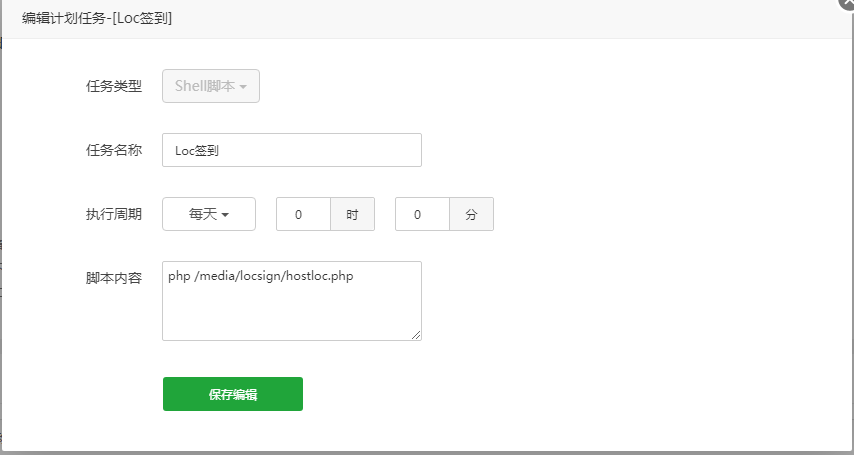 编辑计划任务-[Loc签到]
任务类型 Shell脚本
任务名称 Loc签到
执行周期 每天 0 时 0 分
脚本内容 php /media/locsign/hostloc.php
保存编辑